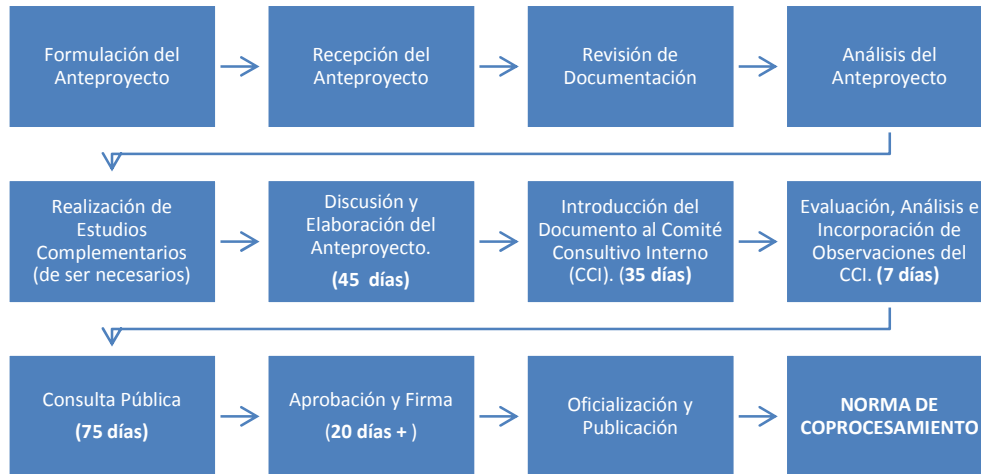 Formulación del
Anteproyecto
Recepción del
Anteproyecto
Revisión de
Documentación
Análisis del
Anteproyecto
Realización de
Estudios
Complementarios
(de ser necesarios)
Discusión y
Elaboración del
Anteproyecto.
(45 días)
Introducción del
Documento al Comité
Consultivo Interno
(CCI). (35 días)
Evaluación, Análisis e
Incorporación de
Observaciones del
CCI. (7 días)
Consulta Pública
(75 días)
Aprobación y Firma
(20 días + )
Oficialización y
Publicación
NORMA DE
COPROCESAMIENTO